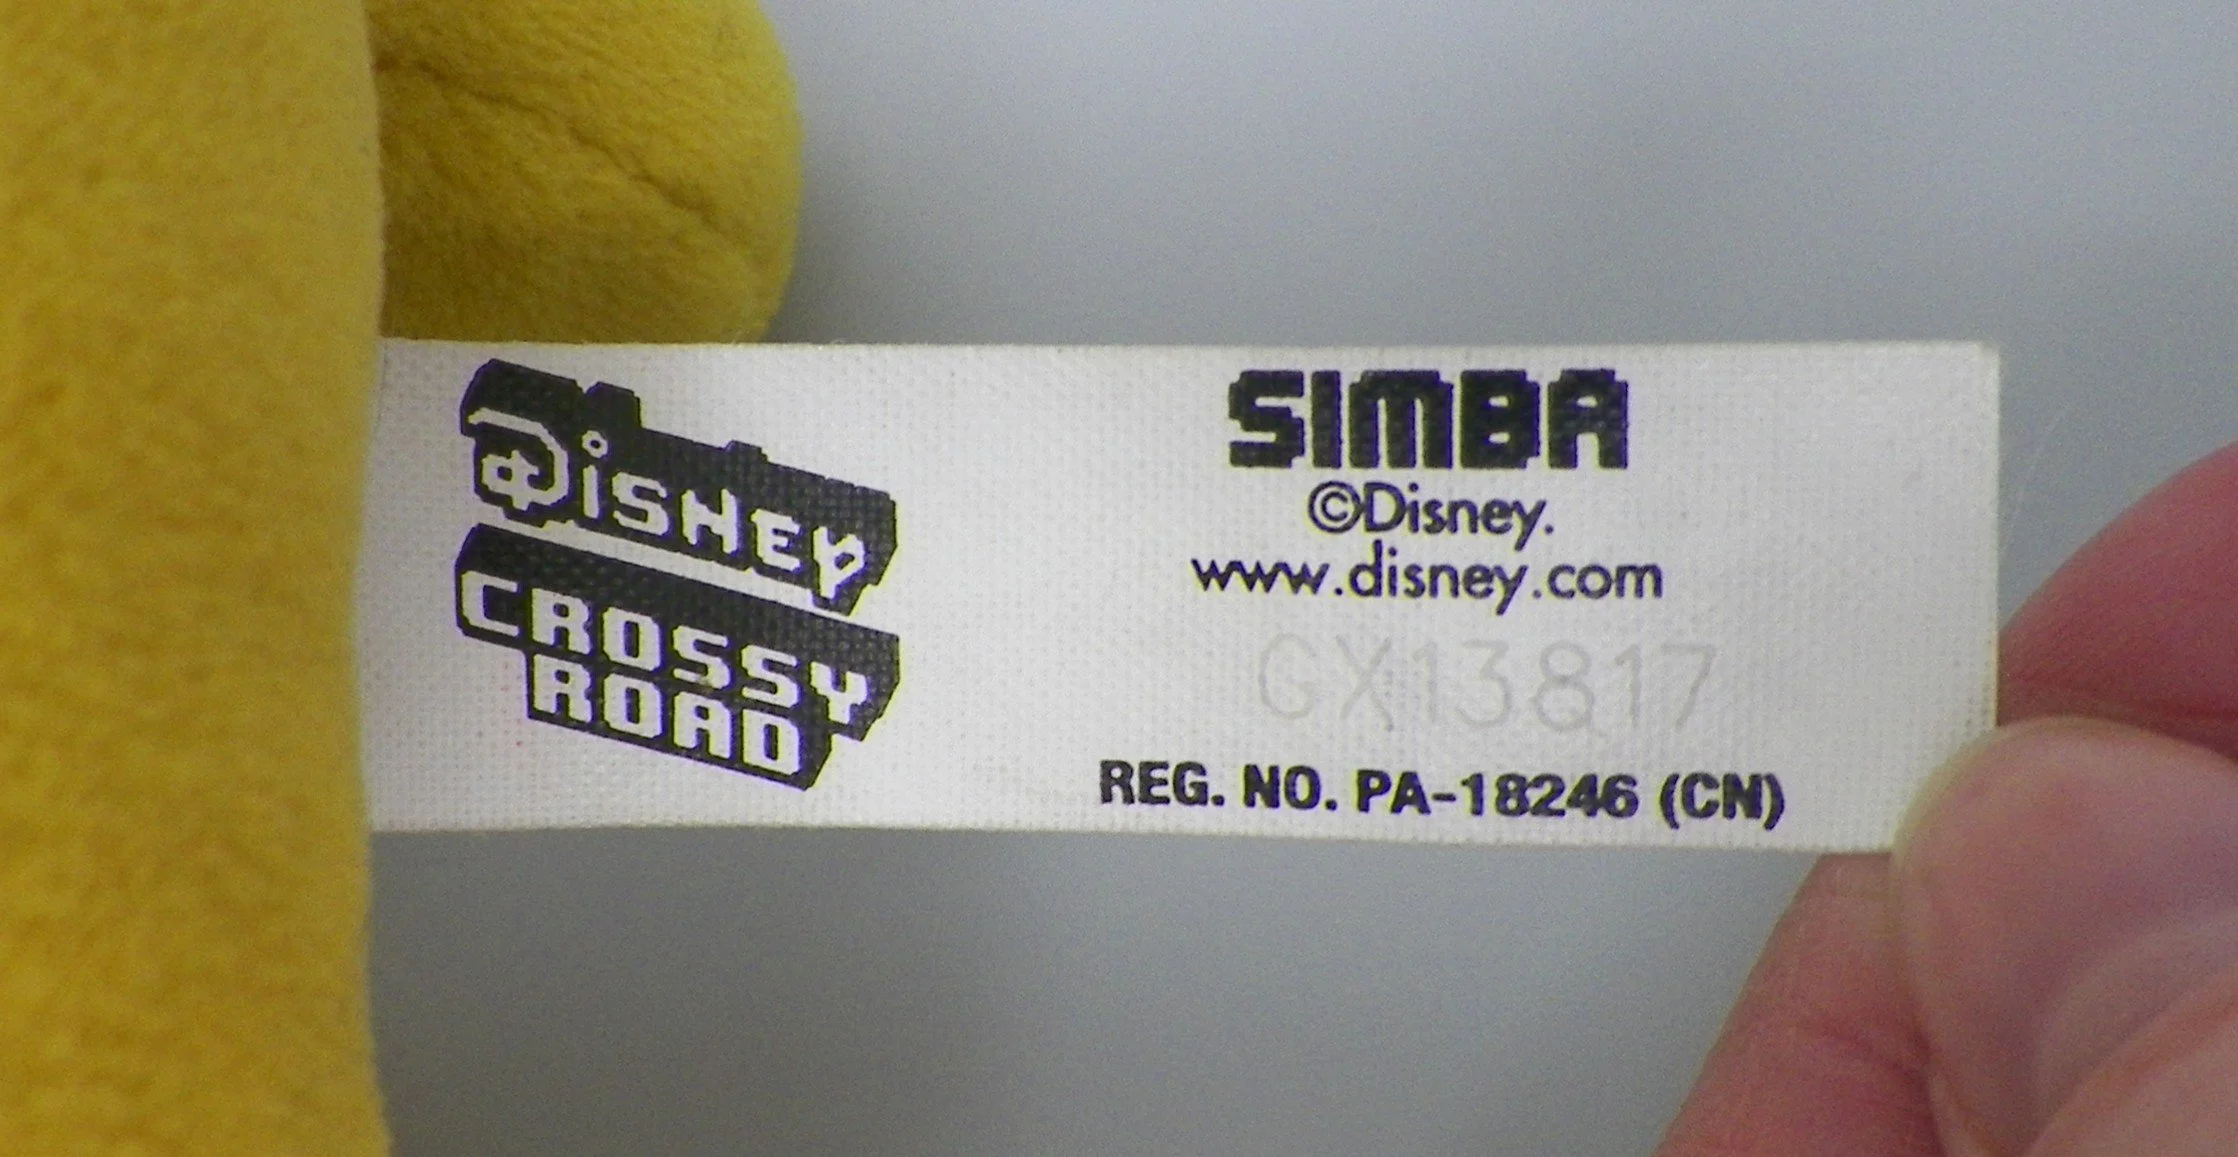 Disney
CROSSY
ROAD
SIMBA
©Disney.
www.disney.com
GX13817
REG. NO. PA-18246 (CN)